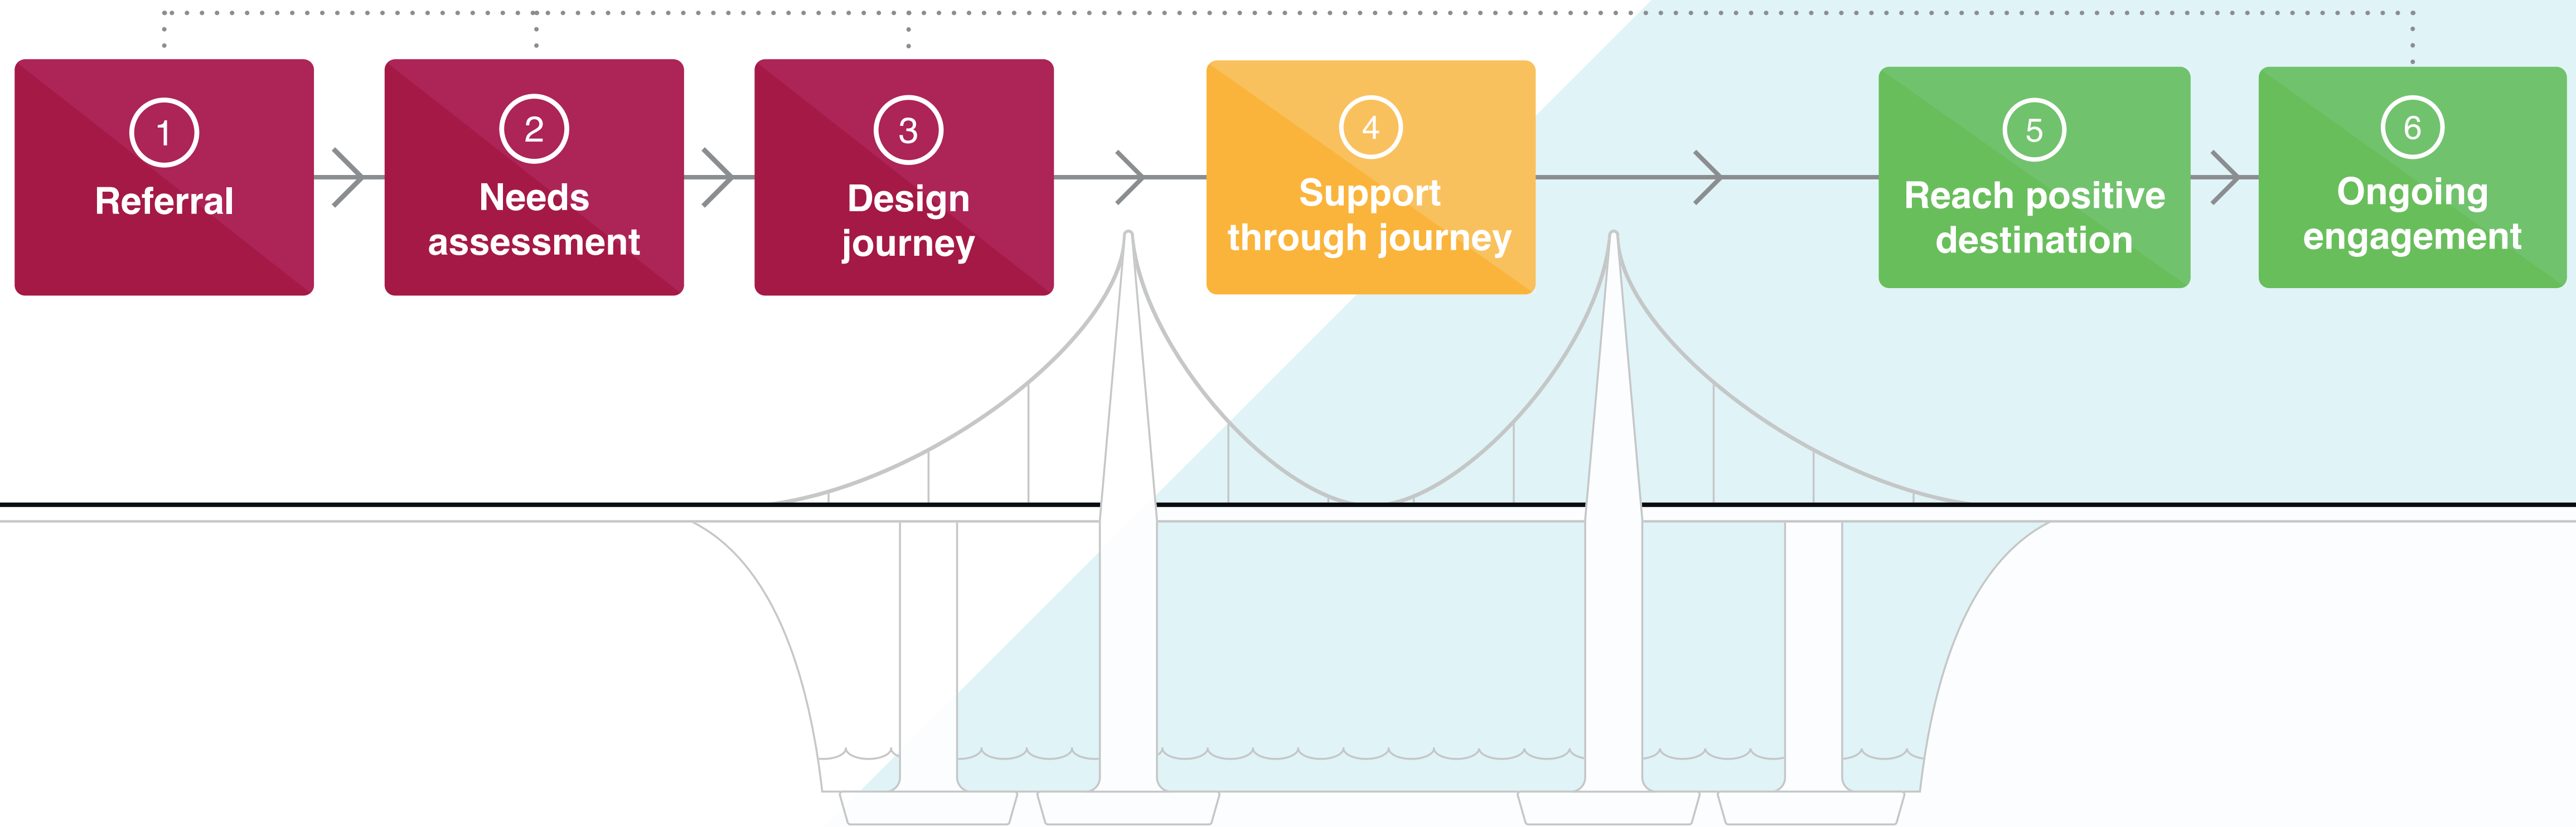 1
Referral
2
Needs
assessment
3
Design
journey
4
Support
through journey
5
Reach positive
destination
6
Ongoing
engagement